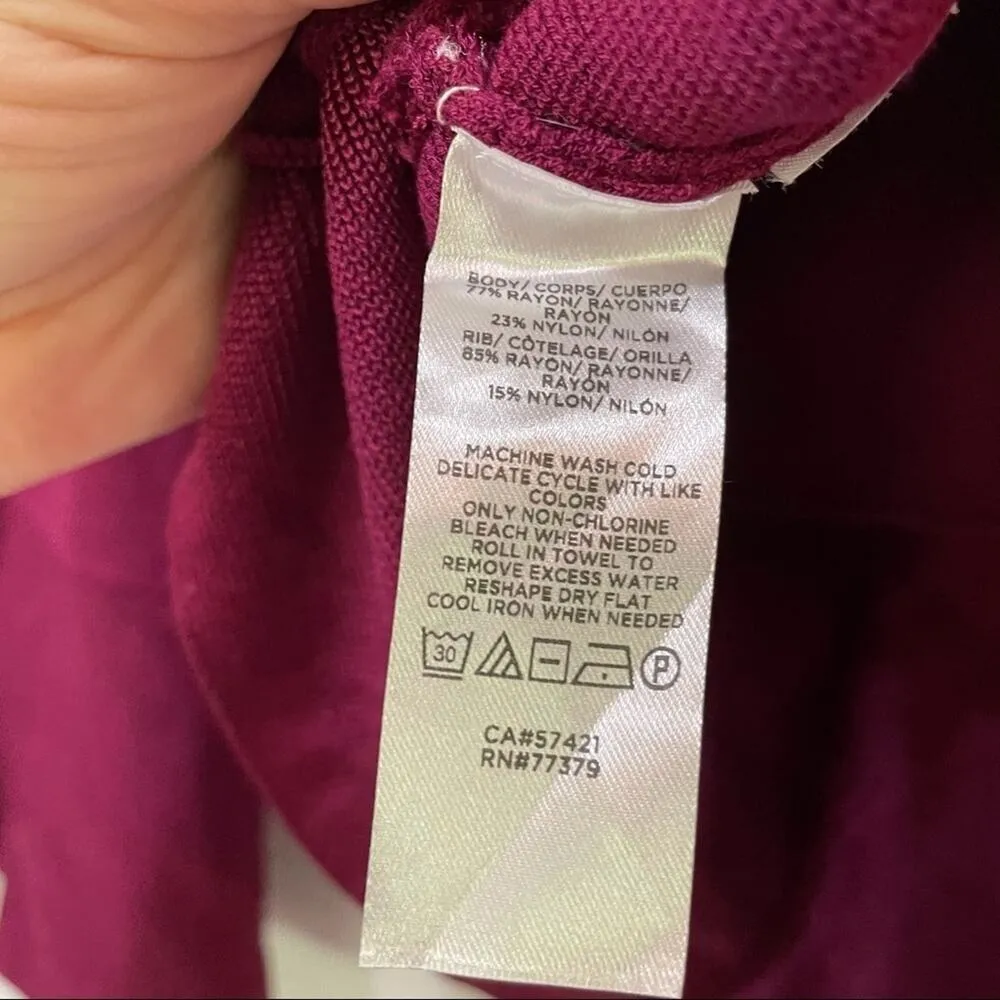 BODY/ CORPS/ CUERPO
77% RAYON/ RAYONNE/
RAYÓN
23% NYLON/ NILÓN
RIB/ CÔTELAGE/ ORILLA
85% RAYON/ RAYONNE/
RAYÓN
15% NYLON/ NILÓN
MACHINE WASH COLD
DELICATE CYCLE WITH LIKE
COLORS
ONLY NON-CHLORINE
BLEACH WHEN NEEDED
ROLL IN TOWEL TO
REMOVE EXCESS WATER
RESHAPE DRY FLAT
COOL IRON WHEN NEEDED
30 P
CA#57421
RN#77379